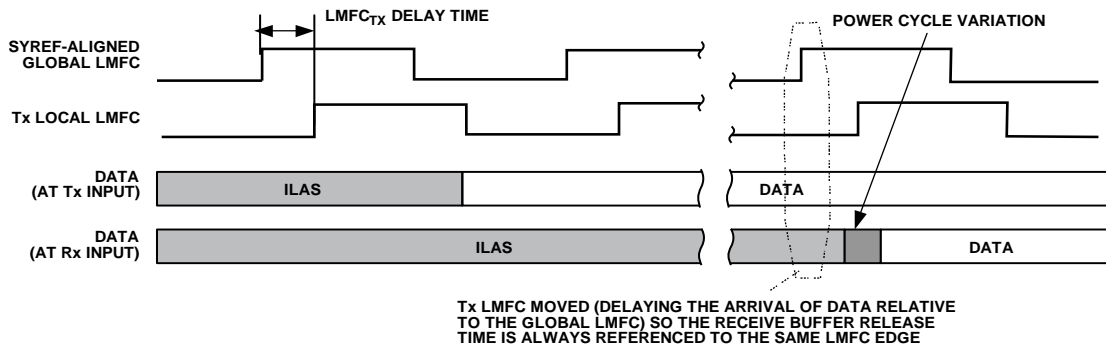 LMFCTX DELAY TIME
POWER CYCLE VARIATION
SYREF-ALIGNED
GLOBAL LMFC
Tx LOCAL LMFC
DATA
(AT Tx INPUT)
ILAS
DATA
DATA
(AT Rx INPUT)
ILAS
DATA
Tx LMFC MOVED (DELAYING THE ARRIVAL OF DATA RELATIVE
TO THE GLOBAL LMFC) SO THE RECEIVE BUFFER RELEASE
TIME IS ALWAYS REFERENCED TO THE SAME LMFC EDGE